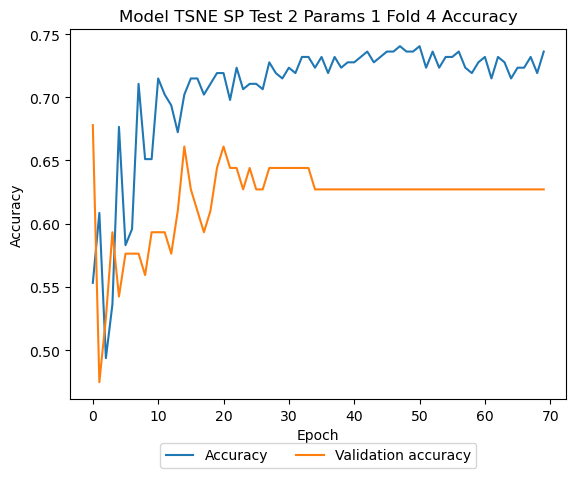 Model TSNE SP Test 2 Params 1 Fold 4 Accuracy
0.75
0.70
0.65
0.60
0.55
0.50
Accuracy
0 10 20 30 40 50 60 70
Epoch
Accuracy Validation accuracy